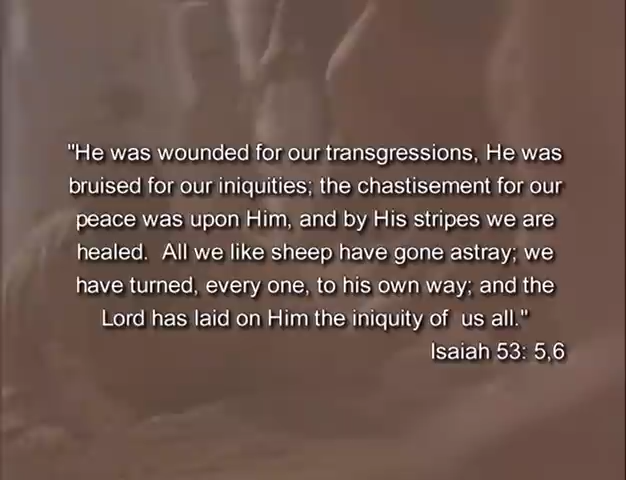 "He was wounded for our transgressions, He was
bruised for our iniquities; the chastisement for our
peace was upon Him, and by His stripes we are
healed.  All we like sheep have gone astray; we
have turned, every one, to his own way; and the
Lord has laid on Him the iniquity of  us all."
Isaiah 53: 5,6